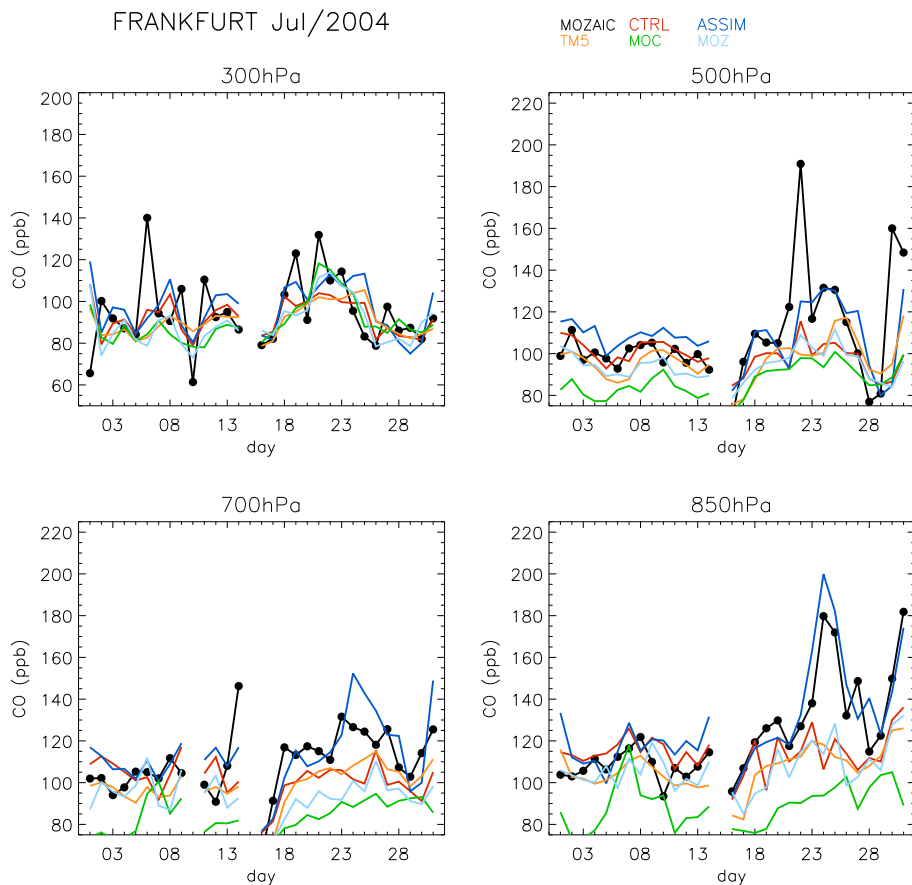 FRANKFURT Jul/2004
MOZAIC CTRL ASSIM
TM5 MOC MOZ
300hPa
CO (ppb)
200
180
160
140
120
100
80
60
03 08 13 18 23 28
day
500hPa
CO (ppb)
220
200
180
160
140
120
100
80
03 08 13 18 23 28
day
700hPa
CO (ppb)
220
200
180
160
140
120
100
80
03 08 13 18 23 28
day
850hPa
CO (ppb)
220
200
180
160
140
120
100
80
03 08 13 18 23 28
day